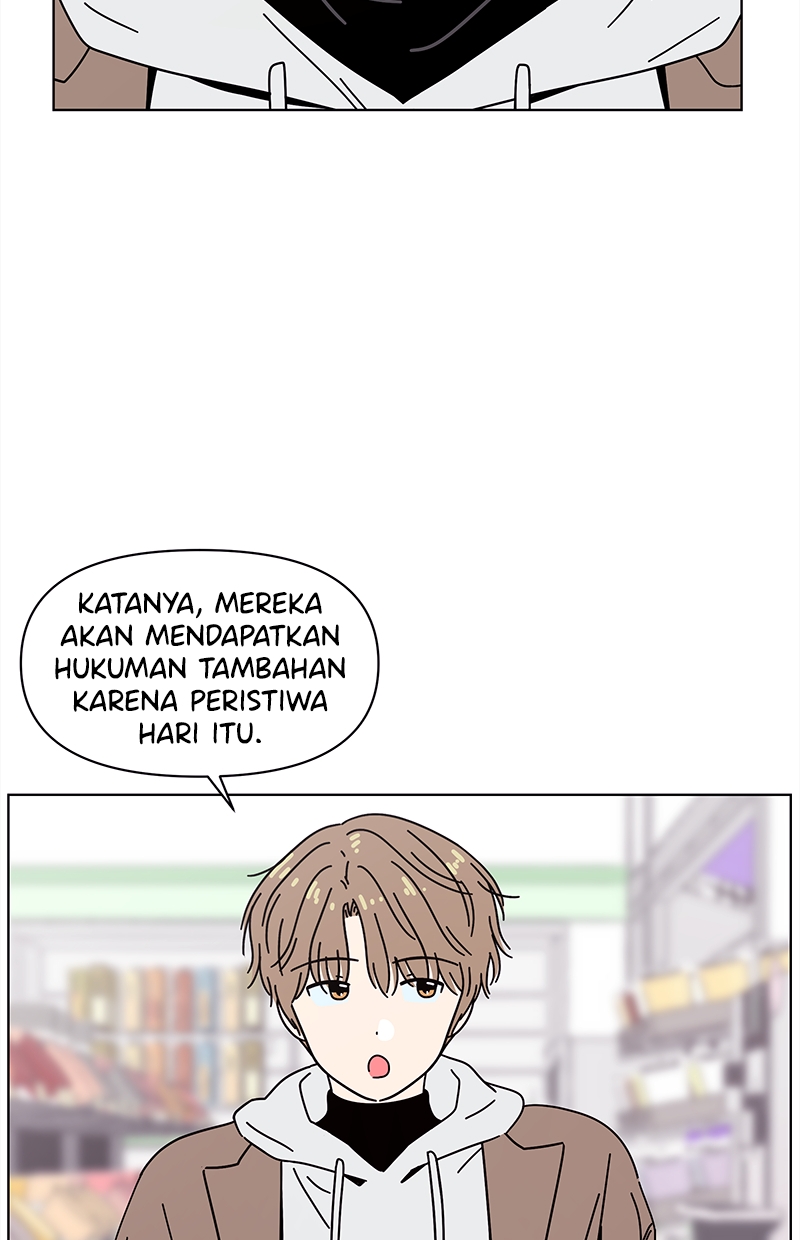 KATANYA, MEREKA
AKAN MENDAPATKAN
HUKUMAN TAMBAHAN
KARENA PERISTIWA
HARI ITU.